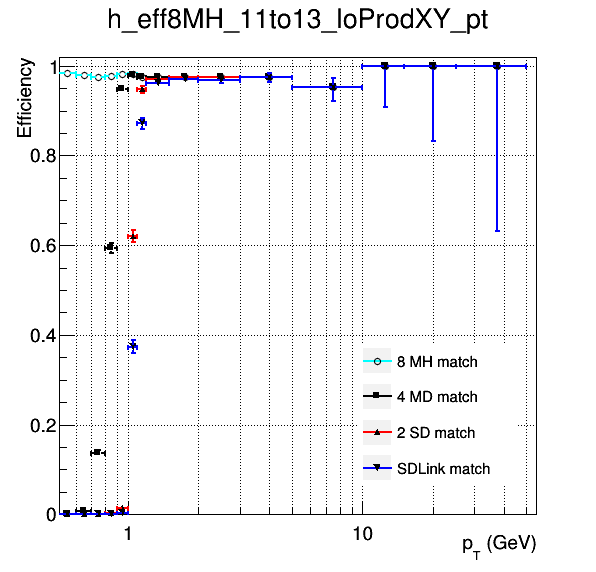 h_eff8MH_11to13_loProdXY_pt
Efficiency
1
0.8
0.6
0.4
0.2
0
8 MH match
4 MD match
2 SD match
SDLink match
1
10
p_T (GeV)